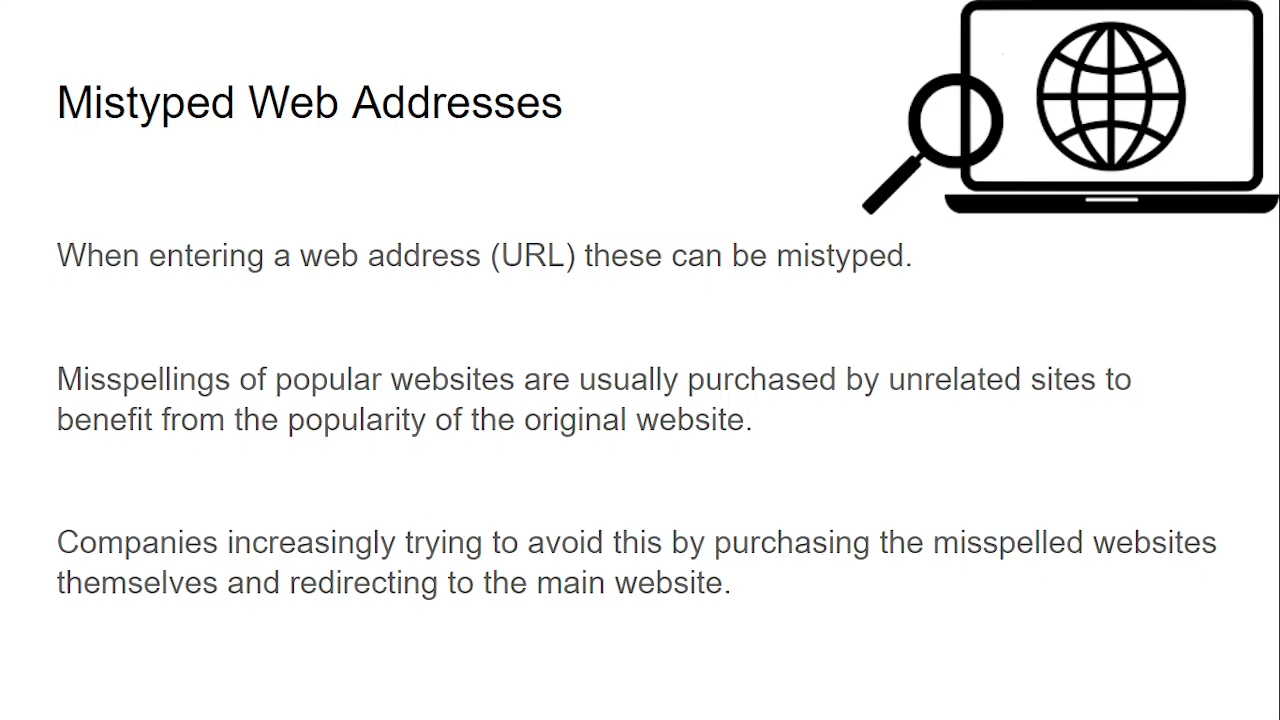 Mistyped Web Addresses
When entering a web address (URL) these can be mistyped.
Misspellings of popular websites are usually purchased by unrelated sites to
benefit from the popularity of the original website.
Companies increasingly trying to avoid this by purchasing the misspelled websites
themselves and redirecting to the main website.